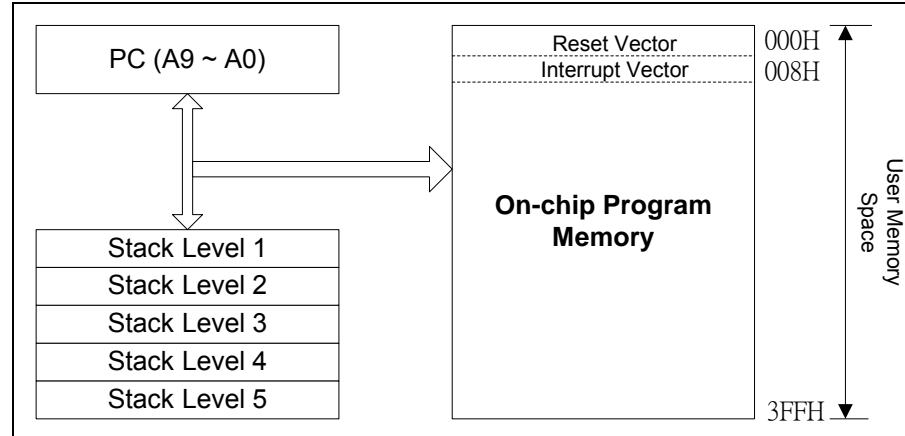 PC (A9 ~ A0)
Stack Level 1
Stack Level 2
Stack Level 3
Stack Level 4
Stack Level 5
Reset Vector
000H
Interrupt Vector
008H
On-chip Program
Memory
3FFH
User Memory
Space